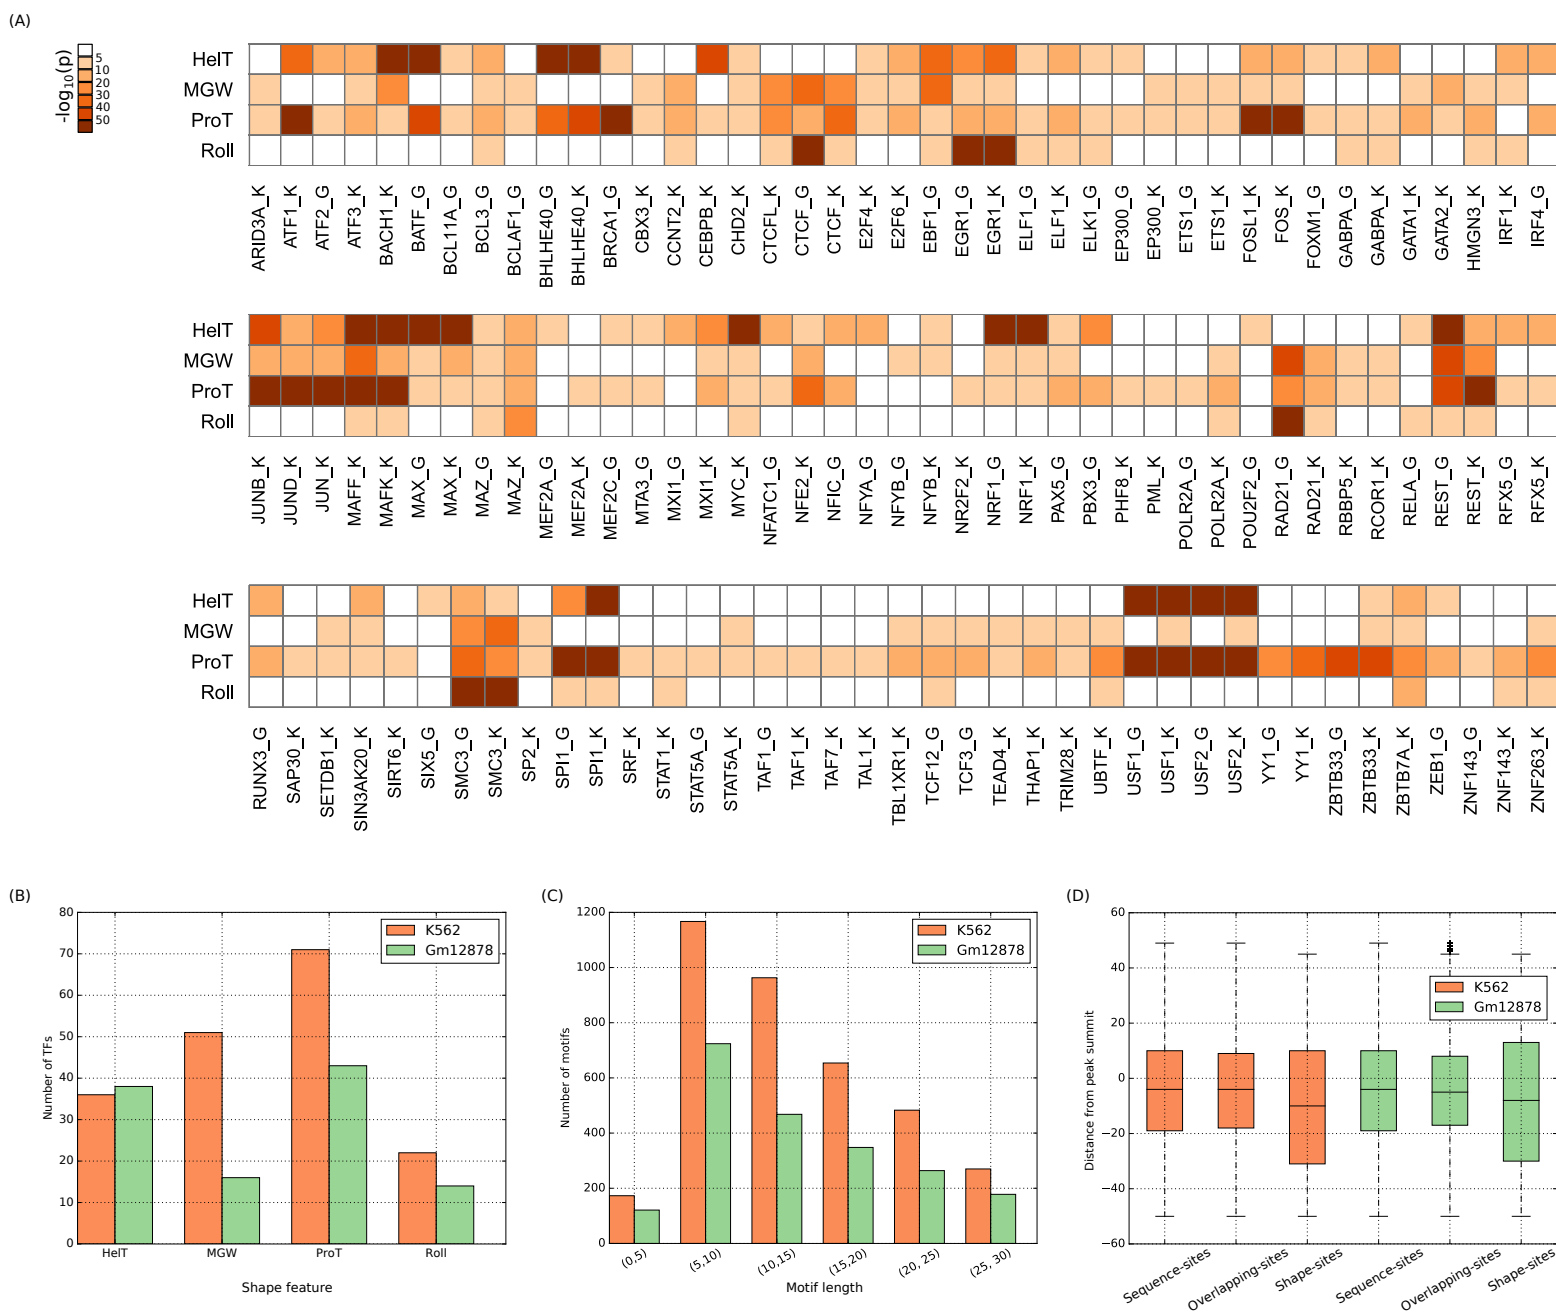 (A)
-log10(p)
5
10
20
30
40
50
HelT
MGW
ProT
Roll
ARID3A_K
ATF1_K
ATF2_G
ATF3_K
BACH1_K
BATF_G
BCL11A_G
BCL3_G
BCLAF1_G
BHLHE40_G
BHLHE40_K
BRCA1_G
CBX3_K
CCNT2_K
CEBPB_K
CHD2_K
CTCFL_K
CTCF_G
CTCF_K
E2F4_K
E2F6_K
EBF1_G
EGR1_G
EGR1_K
ELF1_G
ELF1_K
ELK1_G
EP300_G
EP300_K
ETS1_G
ETS1_K
FOSL1_K
FOS_K
FOXM1_G
GABPA_G
GABPA_K
GATA1_K
GATA2_K
HMGN3_K
IRF1_K
IRF4_G
HelT
MGW
ProT
Roll
JUNB_K
JUND_K
JUN_K
MAFF_K
MAFK_K
MAX_G
MAX_K
MAZ_G
MAZ_K
MEF2A_G
MEF2A_K
MEF2C_G
MTA3_G
MXI1_G
MXI1_K
MYC_K
NFATC1_G
NFE2_K
NFIC_G
NFYA_G
NFYB_G
NFYB_K
NR2F2_K
NRF1_G
NRF1_K
PAX5_G
PBX3_G
PHF8_K
PML_K
POLR2A_G
POLR2A_K
POU2F2_G
RAD21_G
RAD21_K
RBBP5_K
RCOR1_K
RELA_G
REST_G
REST_K
RFX5_G
RFX5_K
HelT
MGW
ProT
Roll
RUNX3_G
SAP30_K
SETDB1_K
SIN3AK20_K
SIRT6_K
SIX5_G
SMC3_G
SMC3_K
SP2_K
SPI1_G
SPI1_K
SRF_K
STAT1_K
STAT5A_G
STAT5A_K
TAF1_G
TAF1_K
TAF7_K
TAL1_K
TBL1XR1_K
TCF12_G
TCF3_G
TEAD4_K
THAP1_K
TRIM28_K
UBTF_K
USF1_G
USF1_K
USF2_G
USF2_K
YY1_G
YY1_K
ZBTB33_G
ZBTB33_K
ZBTB7A_K
ZEB1_G
ZNF143_G
ZNF143_K
ZNF263_K
(B)
80
70
60
50
40
30
20
10
0
Number of TFs
K562
Gm12878
HelT
MGW
ProT
Roll
Shape feature
(C)
1200
1000
800
600
400
200
0
Number of motifs
K562
Gm12878
(0,5)
(5,10)
(10,15)
(15,20)
(20, 25)
(25, 30)
Motif length
(D)
60
40
20
0
−20
−40
−60
Distance from peak summit
K562
Gm12878
Sequence-sites
Overlapping-sites
Shape-sites
Sequence-sites
Overlapping-sites
Shape-sites